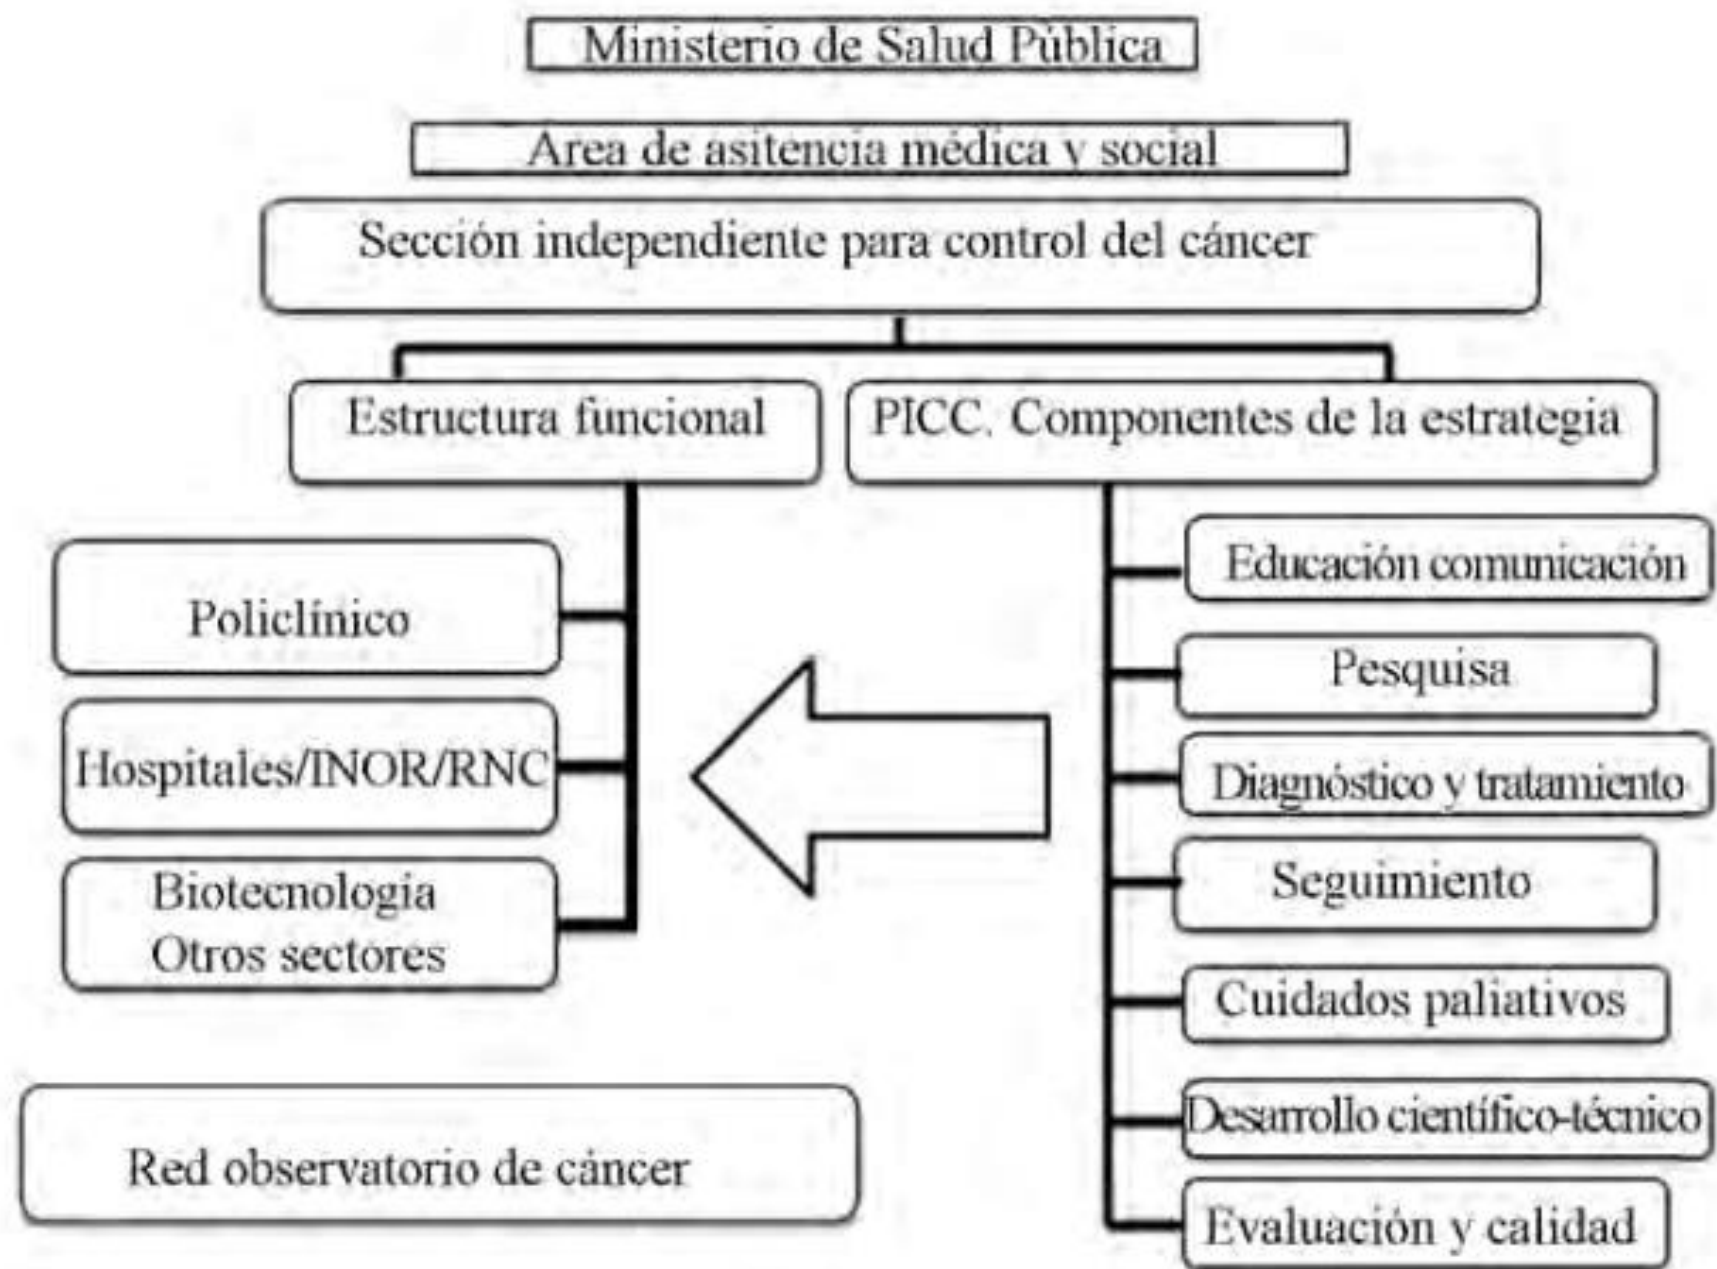 Ministerio de Salud Pública
Area de asitencia médica y social
Sección independiente para control del cáncer
Estructura funcional
PICC. Componentes de la estrategia
Policlínico
Hospitales/INOR/RNC
Biotecnología
Otros sectores
Red observatorio de cáncer
Educación comunicación
Pesquisa
Diagnóstico y tratamiento
Seguimiento
Cuidados paliativos
Desarrollo científico-técnico
Evaluación y calidad